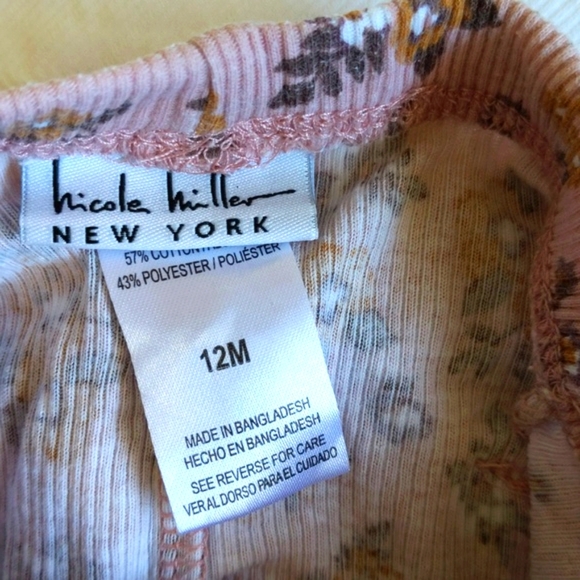 Nicole Miller
NEW YORK
57% COTTON
43% POLYESTER / POLIÉSTER
12M
MADE IN BANGLADESH
HECHO EN BANGLADESH
SEE REVERSE FOR CARE
VER AL DORSO PARA EL CUIDADO